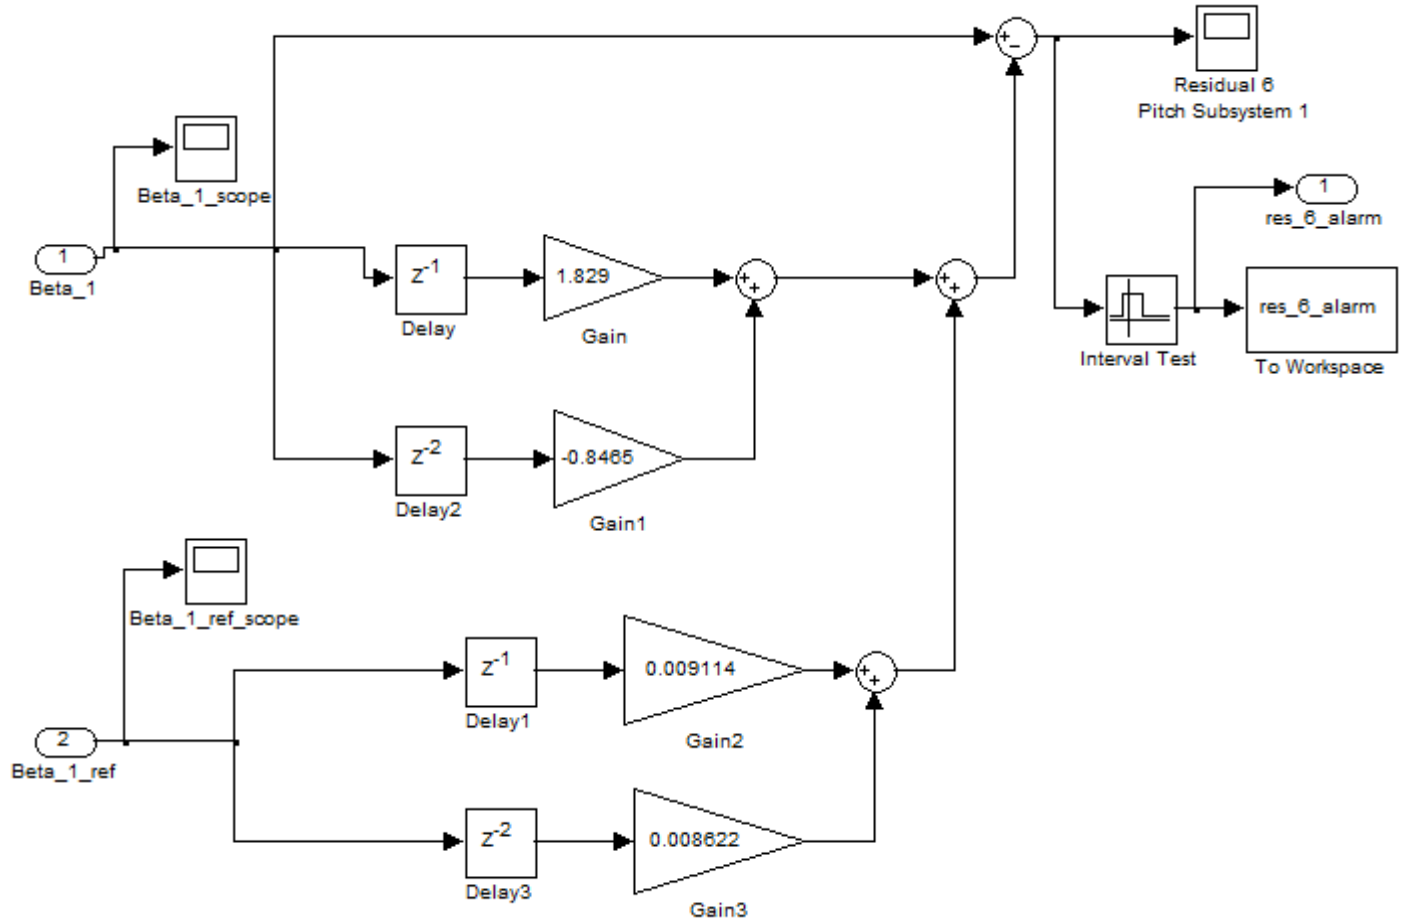 +
−
Residual 6
Pitch Subsystem 1
Beta_1_scope
1
res_6_alarm
1
Beta_1
z-1
Delay
1.829
Gain
+
+
+
+
Interval Test
res_6_alarm
To Workspace
z-2
Delay2
-0.8465
Gain1
Beta_1_ref_scope
z-1
Delay1
0.009114
Gain2
+
+
2
Beta_1_ref
z-2
Delay3
0.008622
Gain3